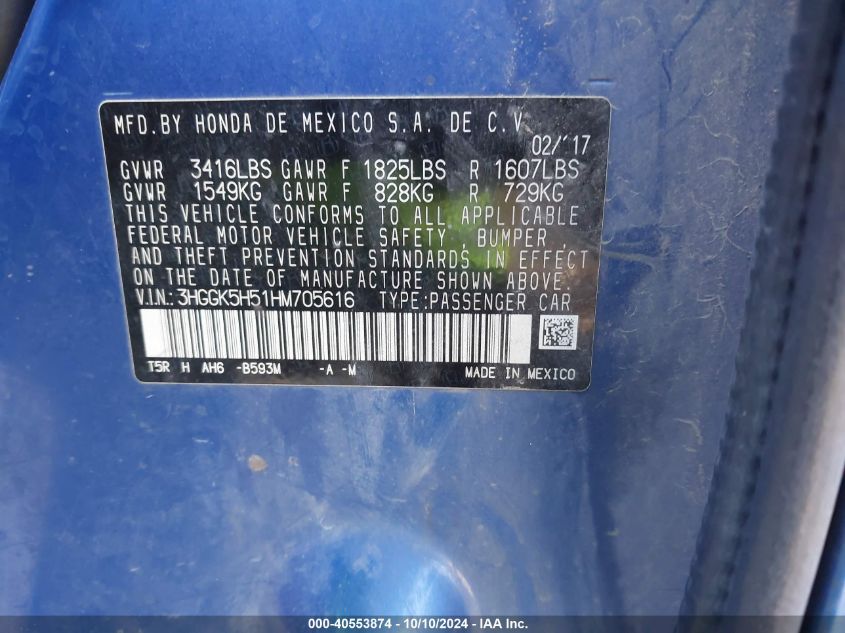 MFD.BY HONDA DE MEXICO S.A. DE C.V
02/'17
GVWR 3416LBS GAWR F 1825LBS R 1607LBS
GVWR 1549KG GAWR F 828KG R 729KG
THIS VEHICLE CONFORMS TO ALL APPLICABLE
FEDERAL MOTOR VEHICLE SAFETY , BUMPER ,
AND THEFT PREVENTION STANDARDS IN EFFECT
ON THE DATE OF MANUFACTURE SHOWN ABOVE.
V.I.N.: 3HGGK5H51HM705616 TYPE:PASSENGER CAR
T5R H AH6 -B593M -A -M MADE IN MEXICO
000-40553874 - 10/10/2024 - IAA Inc.